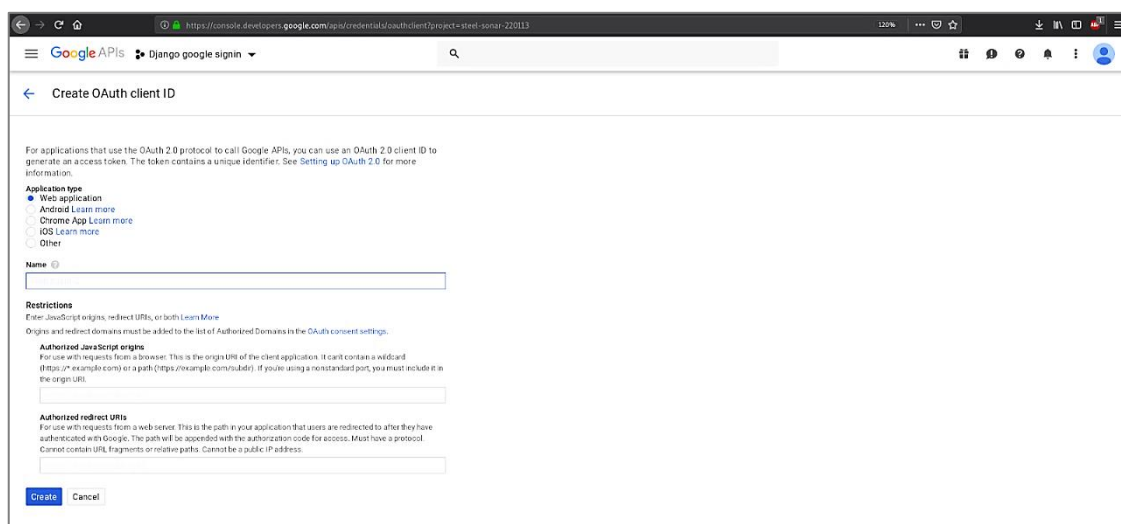 https://console.developers.google.com/apis/credentials/oauthclient?project=steel-sonar-220113
120%
Google APIs
Django google signin
Create OAuth client ID
For applications that use the OAuth 2.0 protocol to call Google APIs, you can use an OAuth 2.0 client ID to
generate an access token. The token contains a unique identifier. See Setting up OAuth 2.0 for more
information.
Application type
Web application
Android Learn more
Chrome App Learn more
iOS Learn more
Other
Name
Restrictions
Enter JavaScript origins, redirect URIs, or both Learn More
Origins and redirect domains must be added to the list of Authorized Domains in the OAuth consent settings.
Authorized JavaScript origins
For use with requests from a browser. This is the origin URI of the client application. It can't contain a wildcard
(https://*.example.com) or a path (https://example.com/subdir). If you're using a nonstandard port, you must include it in
the origin URI.
Authorized redirect URIs
For use with requests from a web server. This is the path in your application that users are redirected to after they have
authenticated with Google. The path will be appended with the authorization code for access. Must have a protocol.
Cannot contain URL fragments or relative paths. Cannot be a public IP address.
Create Cancel